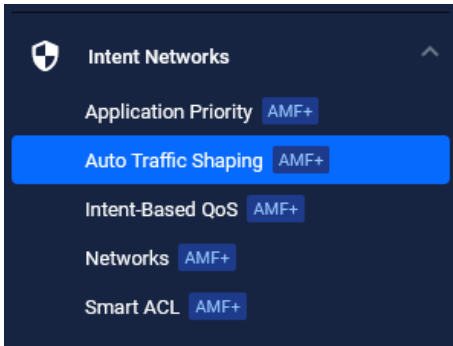 Intent Networks
Application Priority AMF+
Auto Traffic Shaping AMF+
Intent-Based QoS AMF+
Networks AMF+
Smart ACL AMF+